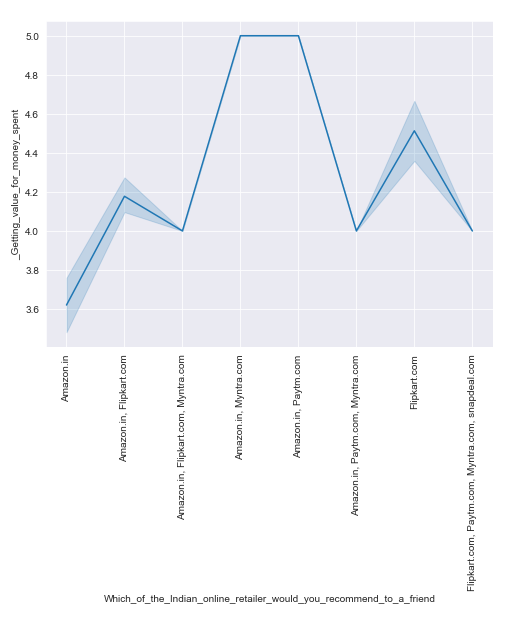 5.0
4.8
4.6
4.4
4.2
4.0
3.8
3.6
_Getting_value_for_money_spent
Amazon.in
Amazon.in, Flipkart.com
Amazon.in, Flipkart.com, Myntra.com
Amazon.in, Myntra.com
Amazon.in, Paytm.com
Amazon.in, Paytm.com, Myntra.com
Flipkart.com
Flipkart.com, Paytm.com, Myntra.com, snapdeal.com
Which_of_the_Indian_online_retailer_would_you_recommend_to_a_friend